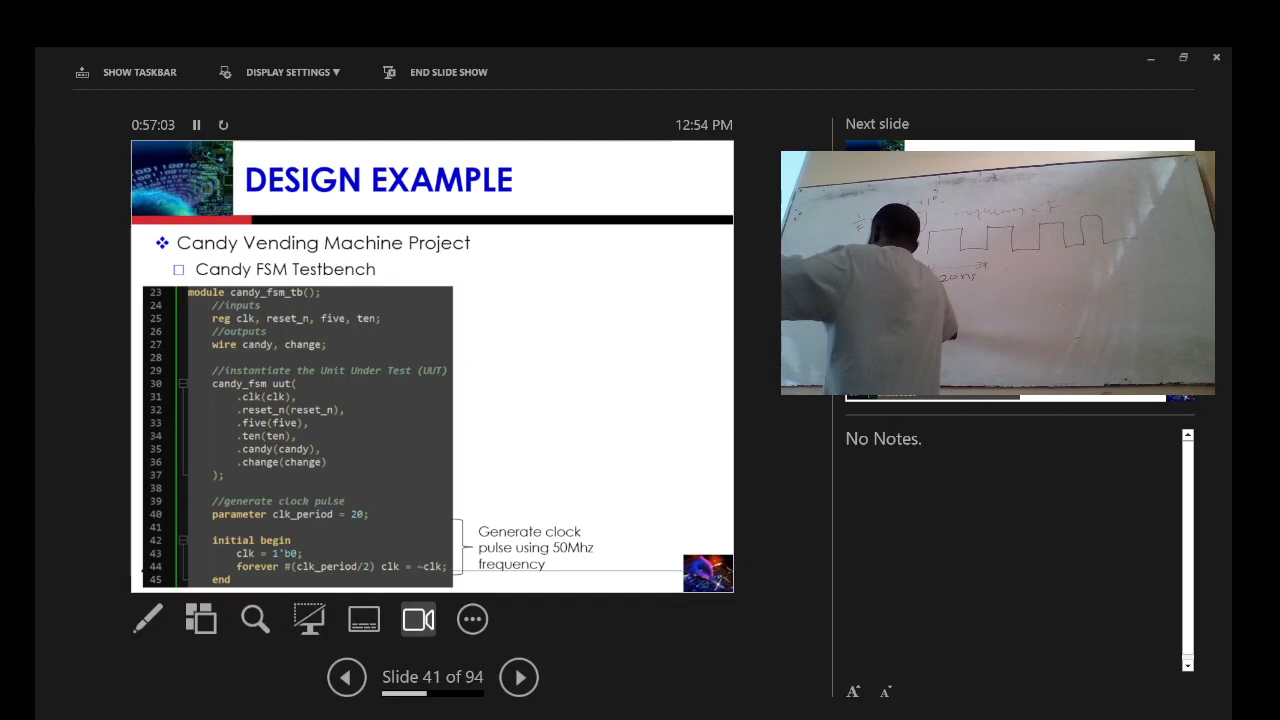 SHOW TASKBAR
DISPLAY SETTINGS ▼
END SLIDE SHOW
0:57:03
12:54 PM
Next slide
DESIGN EXAMPLE
Candy Vending Machine Project
Candy FSM Testbench
23 module candy_fsm_tb();
24 //inputs
25 reg clk, reset_n, five, ten;
26 //outputs
27 wire candy, change;
28
29 //instantiate the Unit Under Test (UUT)
30 candy_fsm uut(
31 .clk(clk),
32 .reset_n(reset_n),
33 .five(five),
34 .ten(ten),
35 .candy(candy),
36 .change(change)
37 );
38
39 //generate clock pulse
40 parameter clk_period = 20;
41
42 initial begin
43 clk = 1'b0;
44 forever #(clk_period/2) clk = ~clk;
45 end
Generate clock
pulse using 50Mhz
frequency
20ns
No Notes.
Slide 41 of 94
A A